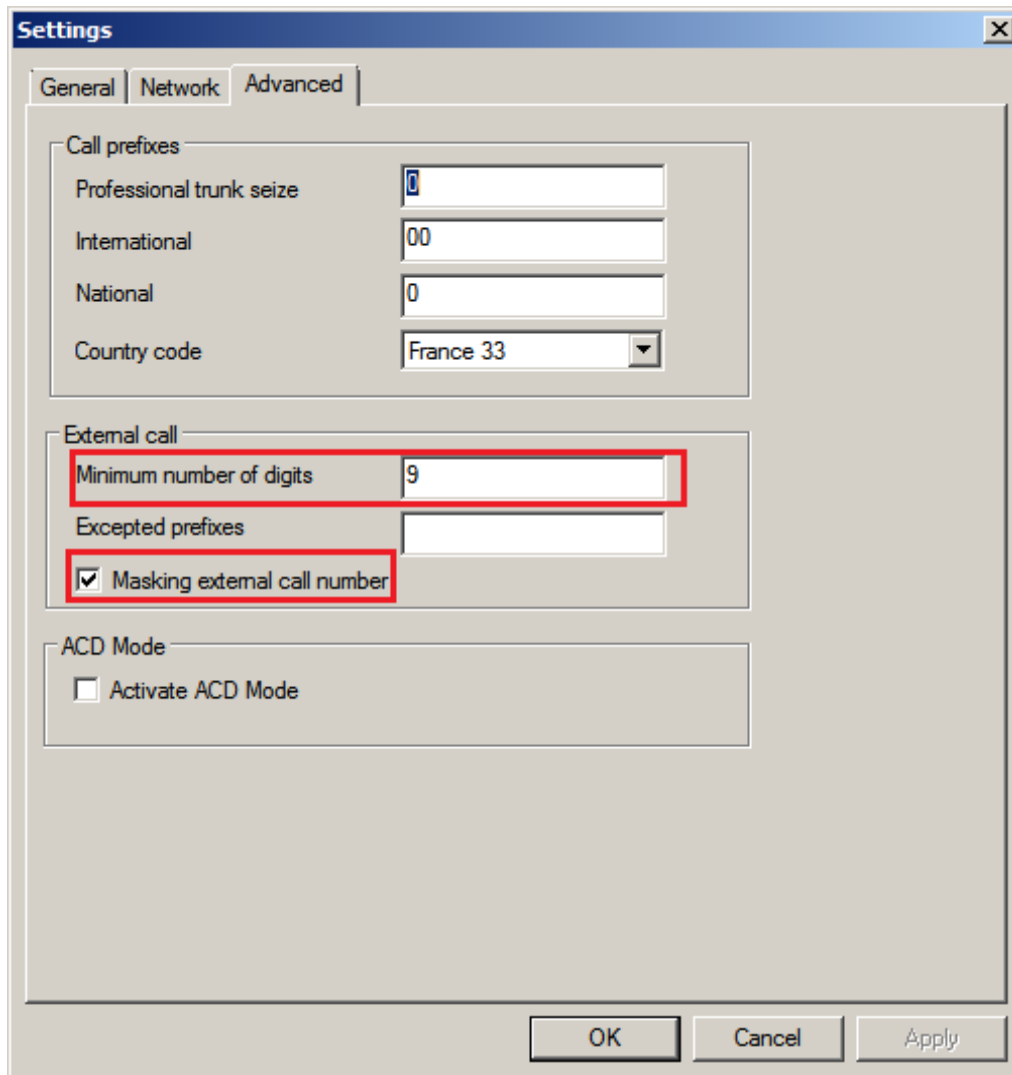 Settings
General Network Advanced
Call prefixes
Professional trunk seize 0
International 00
National 0
Country code France 33
External call
Minimum number of digits 9
Excepted prefixes
Masking external call number
ACD Mode
Activate ACD Mode
OK Cancel Apply